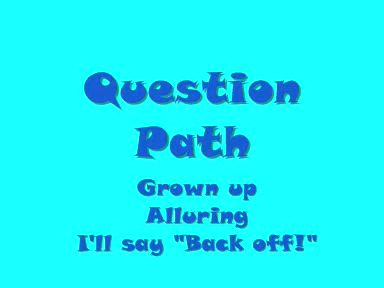 Question
Path
Grown up
Alluring
I'll say "Back off!"